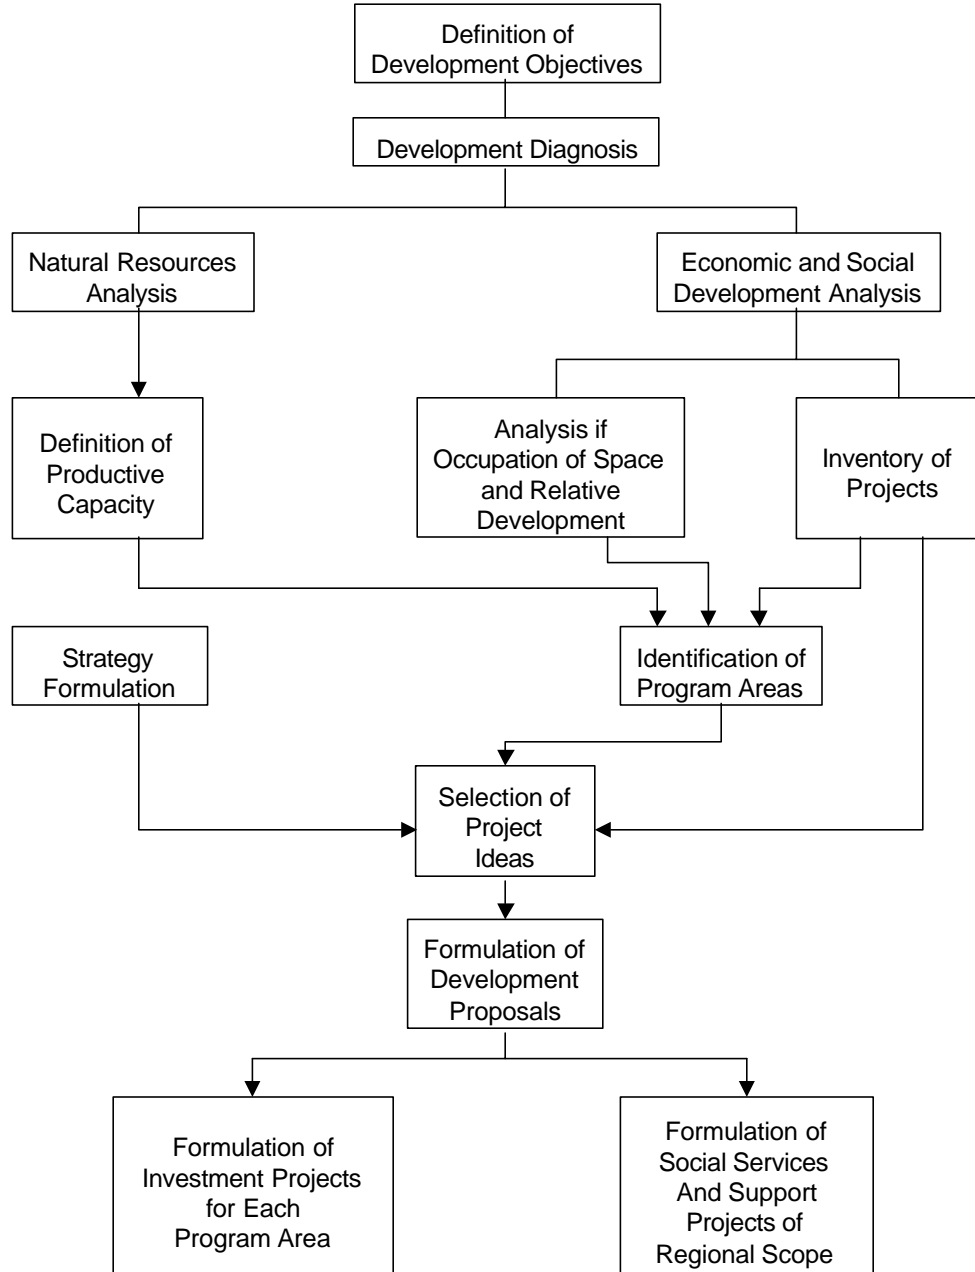 Definition of
Development Objectives
Development Diagnosis
Natural Resources
Analysis
Economic and Social
Development Analysis
Definition of
Productive
Capacity
Analysis if
Occupation of Space
and Relative
Development
Inventory of
Projects
Strategy
Formulation
Identification of
Program Areas
Selection of
Project
Ideas
Formulation of
Development
Proposals
Formulation of
Investment Projects
for Each
Program Area
Formulation of
Social Services
And Support
Projects of
Regional Scope